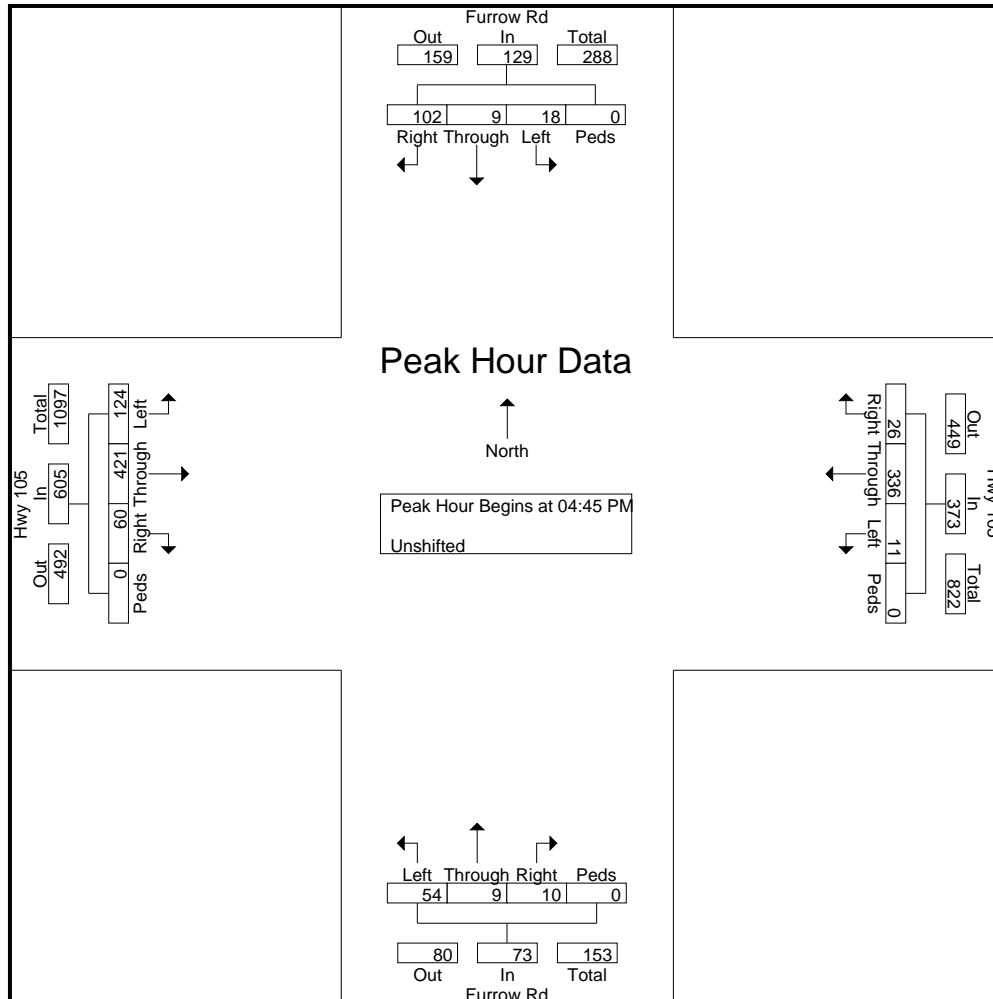 Furrow Rd
Out In Total
159 129 288
102 9 18 0
Right Through Left Peds
Peak Hour Data
North
Peak Hour Begins at 04:45 PM
Unshifted
Hwy 105
Total In Out
1097 605 492
124 421 60 0
Left Through Right Peds
Right Through Left Peds
26 336 11 0
Out In Total
449 373 822
Left Through Right Peds
54 9 10 0
80 73 153
Out In Total
Furrow Rd